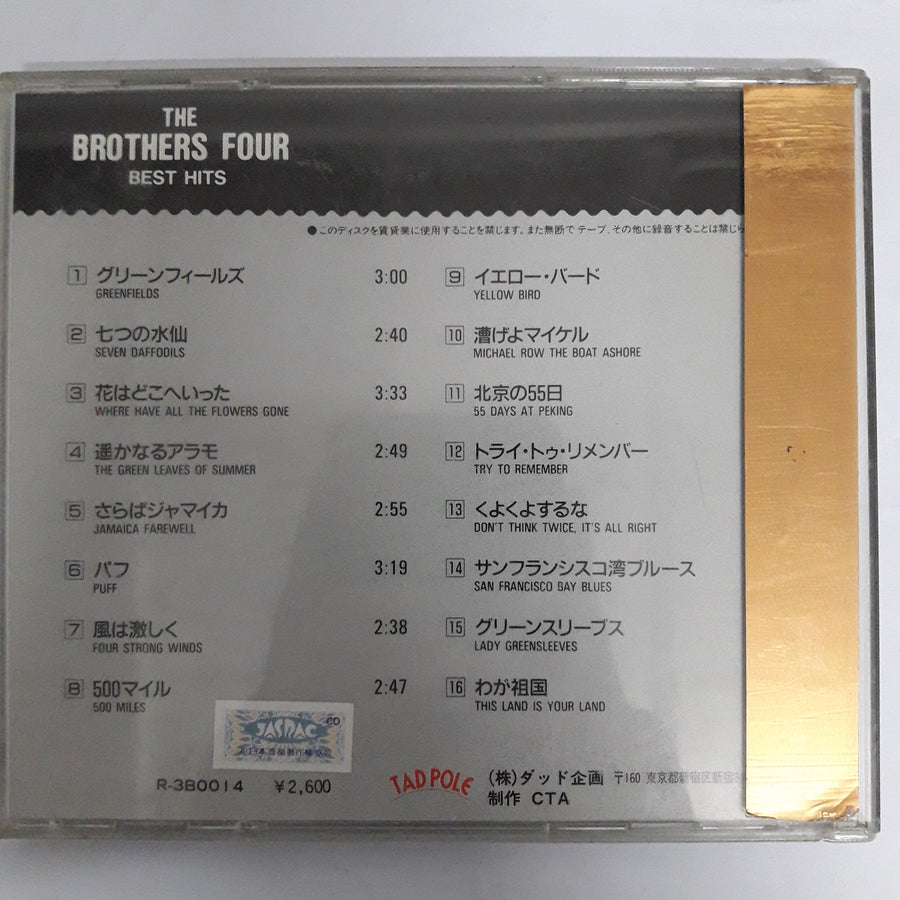 THE
BROTHERS FOUR
BEST HITS
●このディスクを賃貸業に使用することを禁じます。また無断でテープ、その他に録音することは禁じら
1 グリーンフィールズ 3:00
GREENFIELDS
2 七つの水仙 2:40
SEVEN DAFFODILS
3 花はどこへいった 3:33
WHERE HAVE ALL THE FLOWERS GONE
4 遥かなるアラモ 2:49
THE GREEN LEAVES OF SUMMER
5 さらばジャマイカ 2:55
JAMAICA FAREWELL
6 パフ 3:19
PUFF
7 風は激しく 2:38
FOUR STRONG WINDS
8 500マイル 2:47
500 MILES
9 イエロー・バード
YELLOW BIRD
10 漕げよマイケル
MICHAEL ROW THE BOAT ASHORE
11 北京の55日
55 DAYS AT PEKING
12 トライ・トゥ・リメンバー
TRY TO REMEMBER
13 くよくよするな
DON'T THINK TWICE, IT'S ALL RIGHT
14 サンフランシスコ湾ブルース
SAN FRANCISCO BAY BLUES
15 グリーンスリーブス
LADY GREENSLEEVES
16 わが祖国
THIS LAND IS YOUR LAND
JASRAC
CD
R-3B0014 ¥2,600
TADPOLE
(株)ダッド企画 〒160 東京都新宿区新宿3
制作 CTA